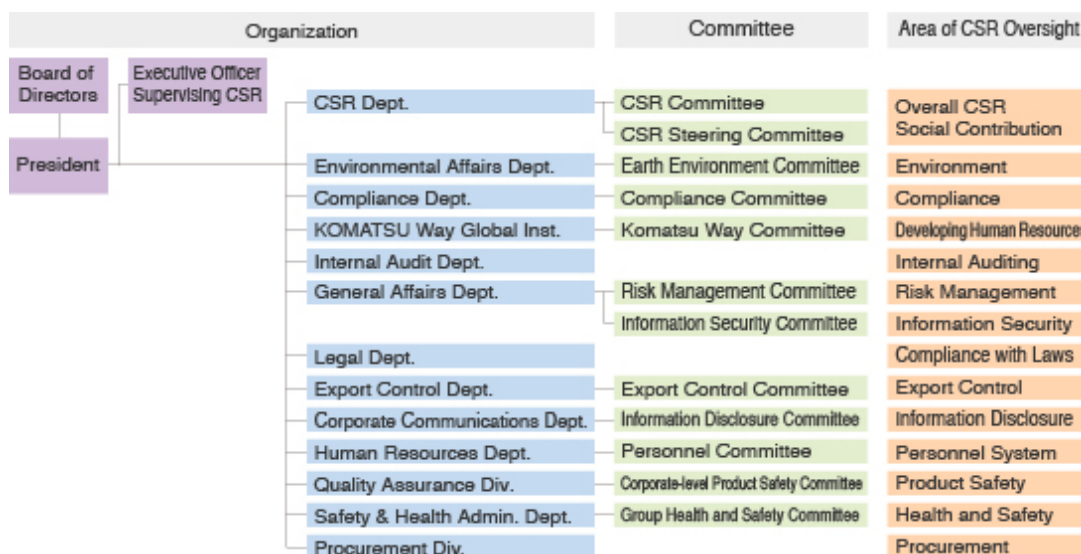 Organization
Committee
Area of CSR Oversight
Board of
Directors
Executive Officer
Supervising CSR
President
CSR Dept.
CSR Committee
CSR Steering Committee
Overall CSR
Social Contribution
Environmental Affairs Dept.
Earth Environment Committee
Environment
Compliance Dept.
Compliance Committee
Compliance
KOMATSU Way Global Inst.
Komatsu Way Committee
Developing Human Resources
Internal Audit Dept.
Internal Auditing
General Affairs Dept.
Risk Management Committee
Risk Management
Information Security Committee
Information Security
Legal Dept.
Compliance with Laws
Export Control Dept.
Export Control Committee
Export Control
Corporate Communications Dept.
Information Disclosure Committee
Information Disclosure
Human Resources Dept.
Personnel Committee
Personnel System
Quality Assurance Div.
Corporate-level Product Safety Committee
Product Safety
Safety & Health Admin. Dept.
Group Health and Safety Committee
Health and Safety
Procurement Div.
Procurement